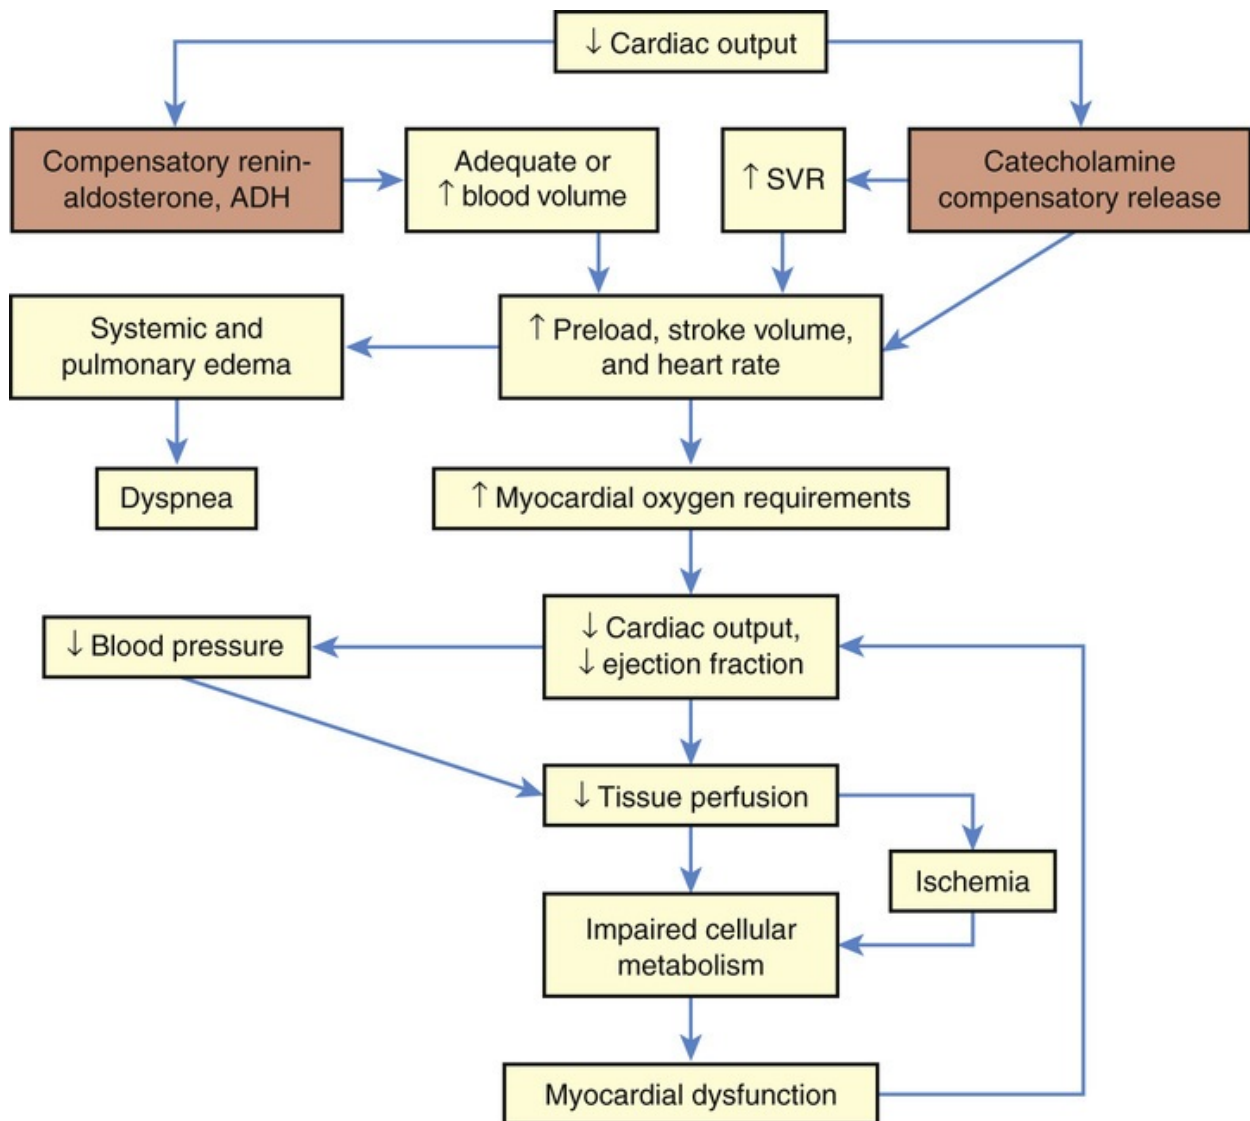 ↓ Cardiac output
Compensatory renin-
aldosterone, ADH
Adequate or
↑ blood volume
↑ SVR
Catecholamine
compensatory release
Systemic and
pulmonary edema
↑ Preload, stroke volume,
and heart rate
Dyspnea
↑ Myocardial oxygen requirements
↓ Blood pressure
↓ Cardiac output,
↓ ejection fraction
↓ Tissue perfusion
Ischemia
Impaired cellular
metabolism
Myocardial dysfunction